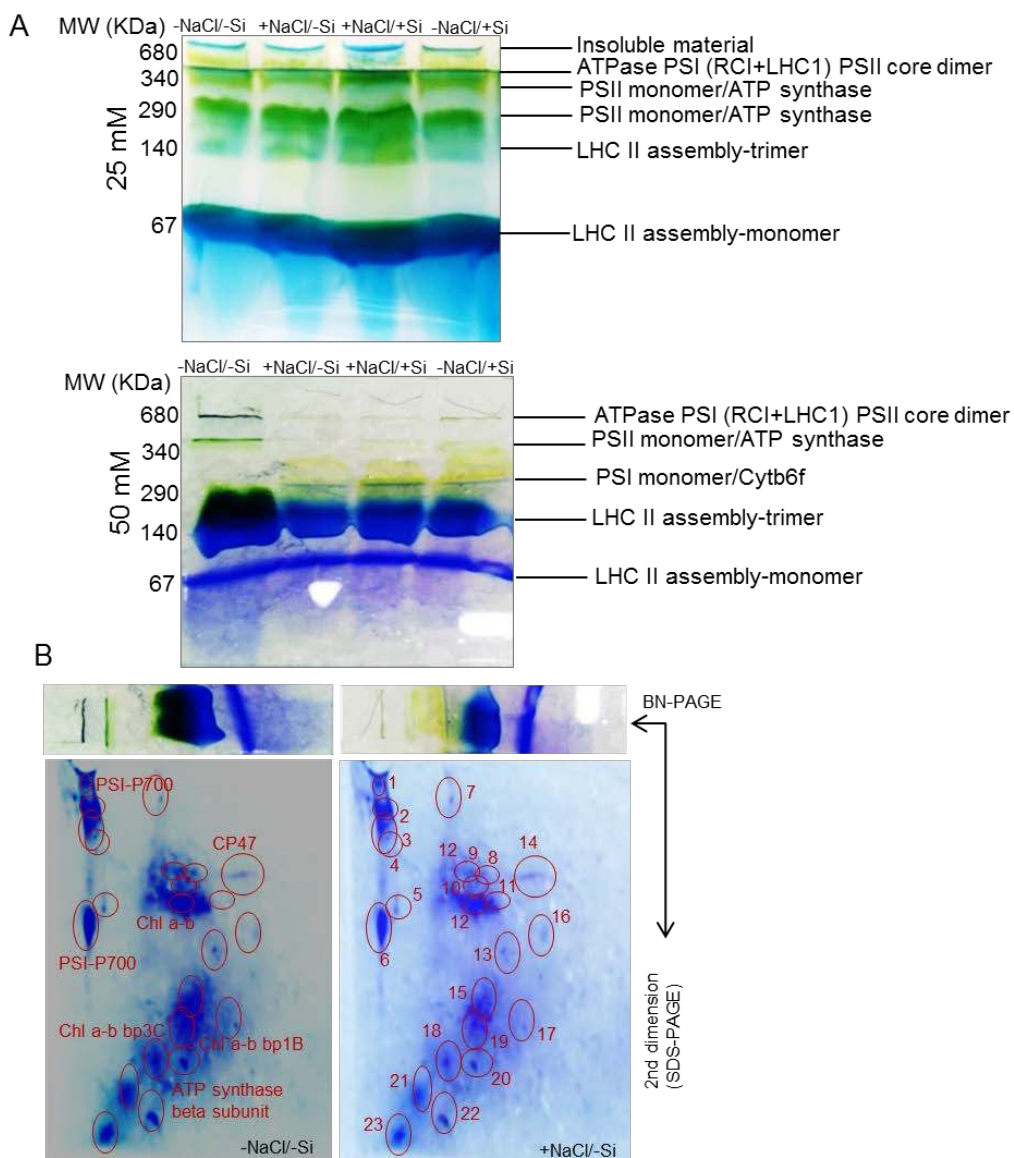 A
MW (KDa)
-NaCl/-Si +NaCl/-Si +NaCl/+Si -NaCl/+Si
680
340
290
140
67
25 mM
Insoluble material
ATPase PSI (RCI+LHC1) PSII core dimer
PSII monomer/ATP synthase
PSII monomer/ATP synthase
LHC II assembly-trimer
LHC II assembly-monomer
-NaCl/-Si +NaCl/-Si +NaCl/+Si -NaCl/+Si
MW (KDa)
680
340
290
140
67
50 mM
ATPase PSI (RCI+LHC1) PSII core dimer
PSII monomer/ATP synthase
PSI monomer/Cytb6f
LHC II assembly-trimer
LHC II assembly-monomer
B
BN-PAGE
2nd dimension
(SDS-PAGE)
PSI-P700
CP47
Chl a-b
PSI-P700
Chl a-b bp3C
Chl a-b bp1B
ATP synthase
beta subunit
-NaCl/-Si
1
7
2
3
4
12
9
8
14
10
11
5
12
16
6
13
15
18
19
17
20
21
22
23
+NaCl/-Si